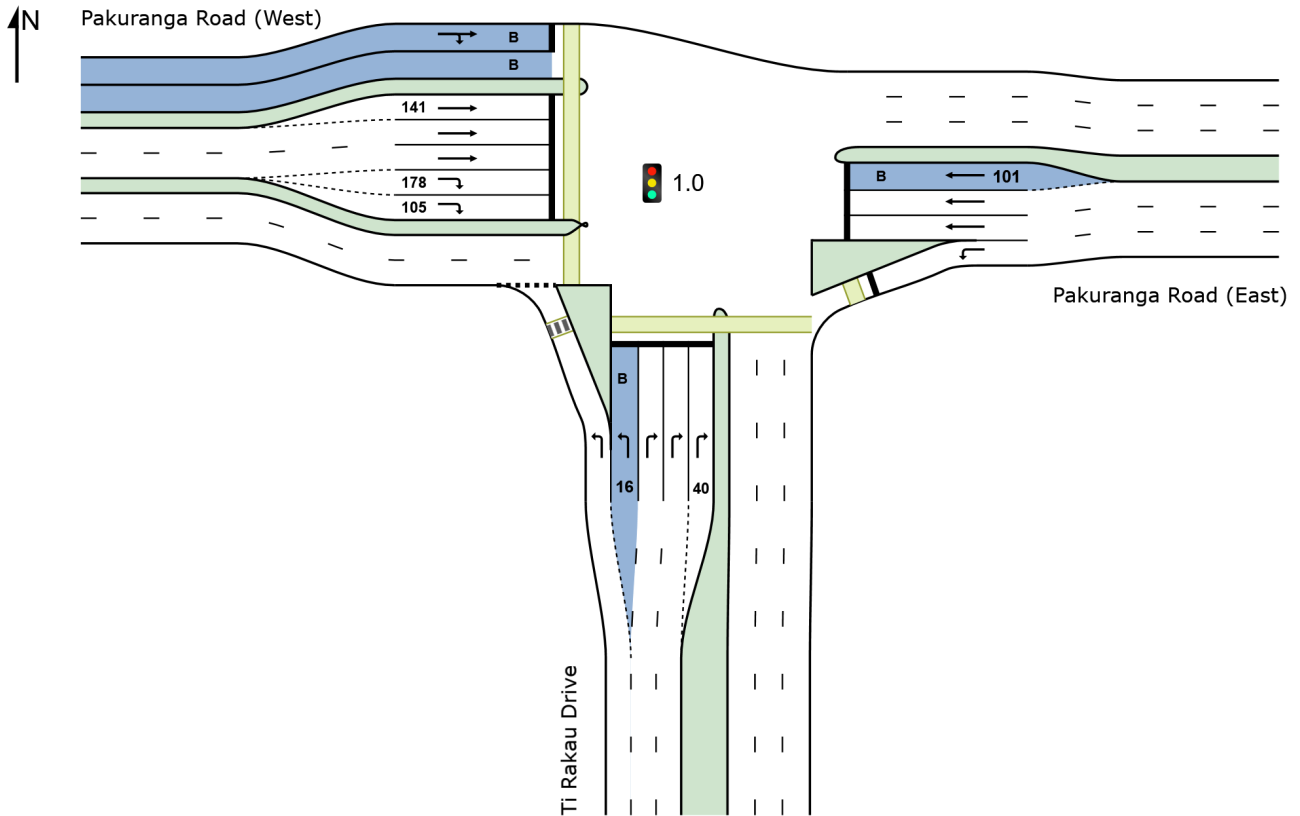 N
Pakuranga Road (West)
B
B
141
178
105
1.0
B
101
Pakuranga Road (East)
B
16
40
Ti Rakau Drive